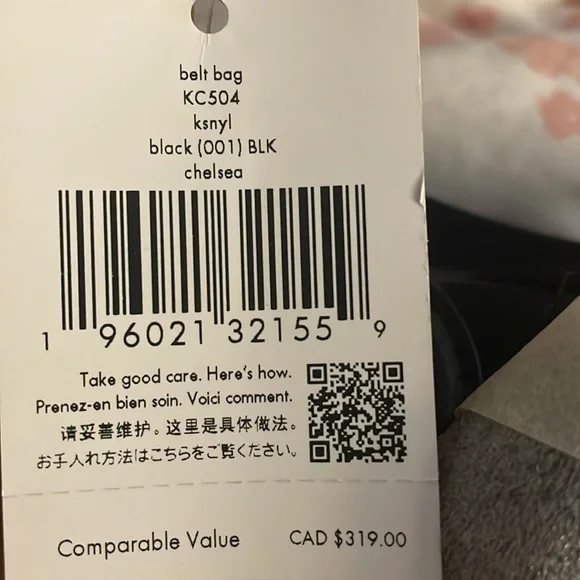 belt bag
KC504
ksnyl
black (001) BLK
chelsea
1 96021 32155 9
Take good care. Here's how.
Prenez-en bien soin. Voici comment.
请妥善维护。这里是具体做法。
お手入れ方法はこちらをご覧ください。
Comparable Value CAD $319.00